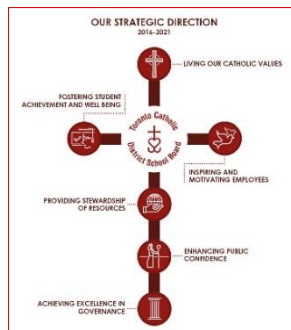 OUR STRATEGIC DIRECTION
2016-2021
LIVING OUR CATHOLIC VALUES
FOSTERING STUDENT
ACHIEVEMENT AND WELL BEING
Toronto Catholic
District School Board
INSPIRING AND
MOTIVATING EMPLOYEES
PROVIDING STEWARDSHIP
OF RESOURCES
ENHANCING PUBLIC
CONFIDENCE
ACHIEVING EXCELLENCE IN
GOVERNANCE